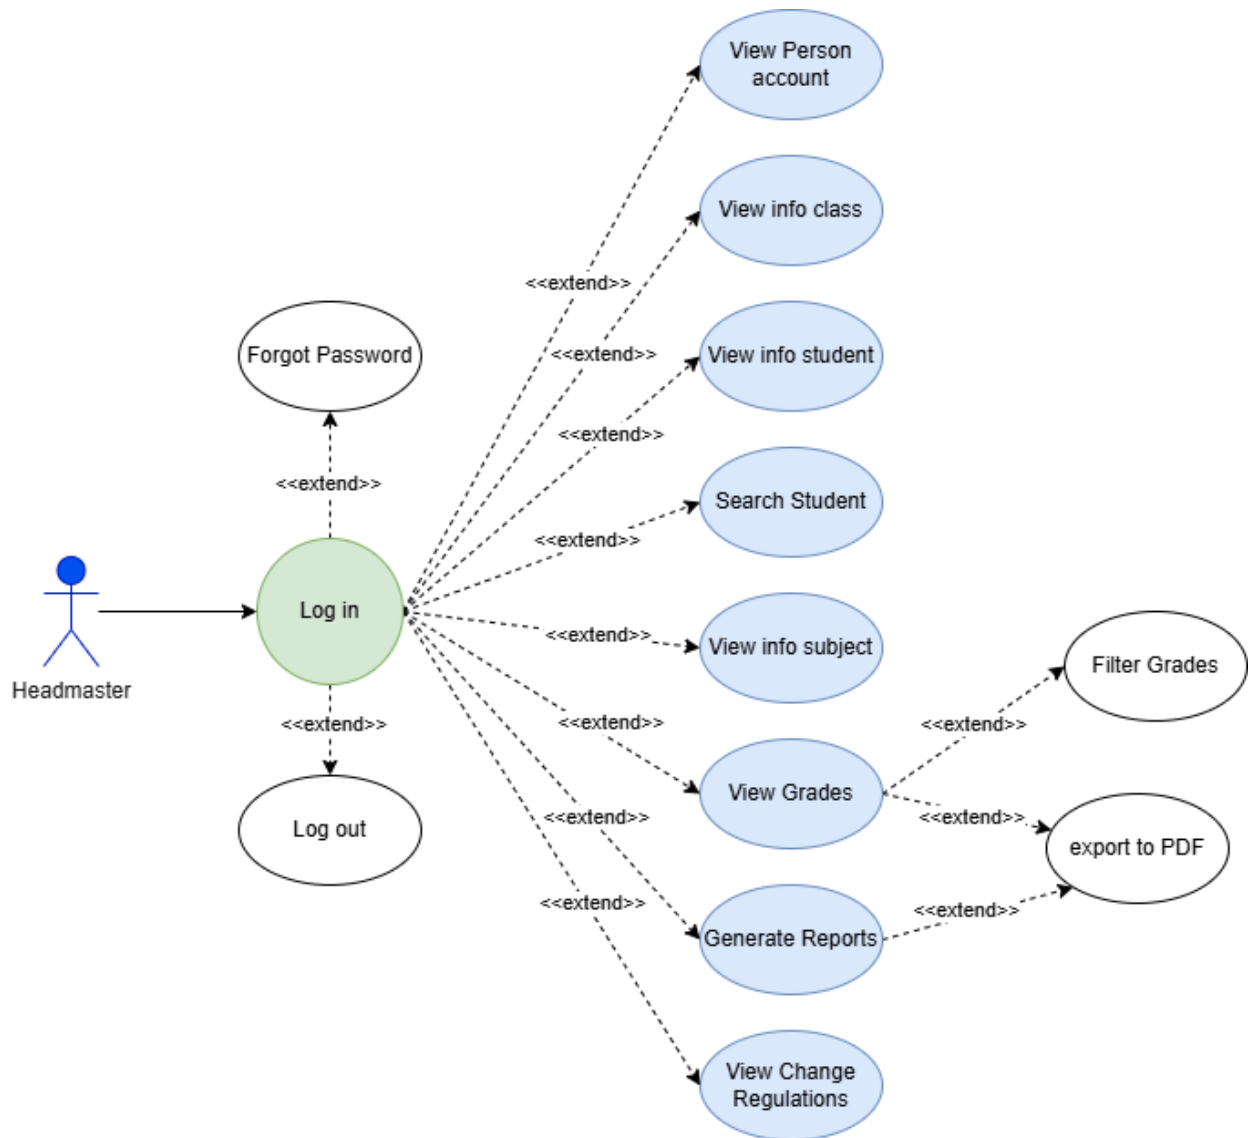 View Person
account
View info class
<<extend>>
Forgot Password
<<extend>>
View info student
<<extend>>
<<extend>>
Search Student
<<extend>>
Log in
<<extend>>
View info subject
Filter Grades
Headmaster
<<extend>>
<<extend>>
<<extend>>
View Grades
<<extend>>
<<extend>>
Log out
export to PDF
<<extend>>
<<extend>>
Generate Reports
View Change
Regulations